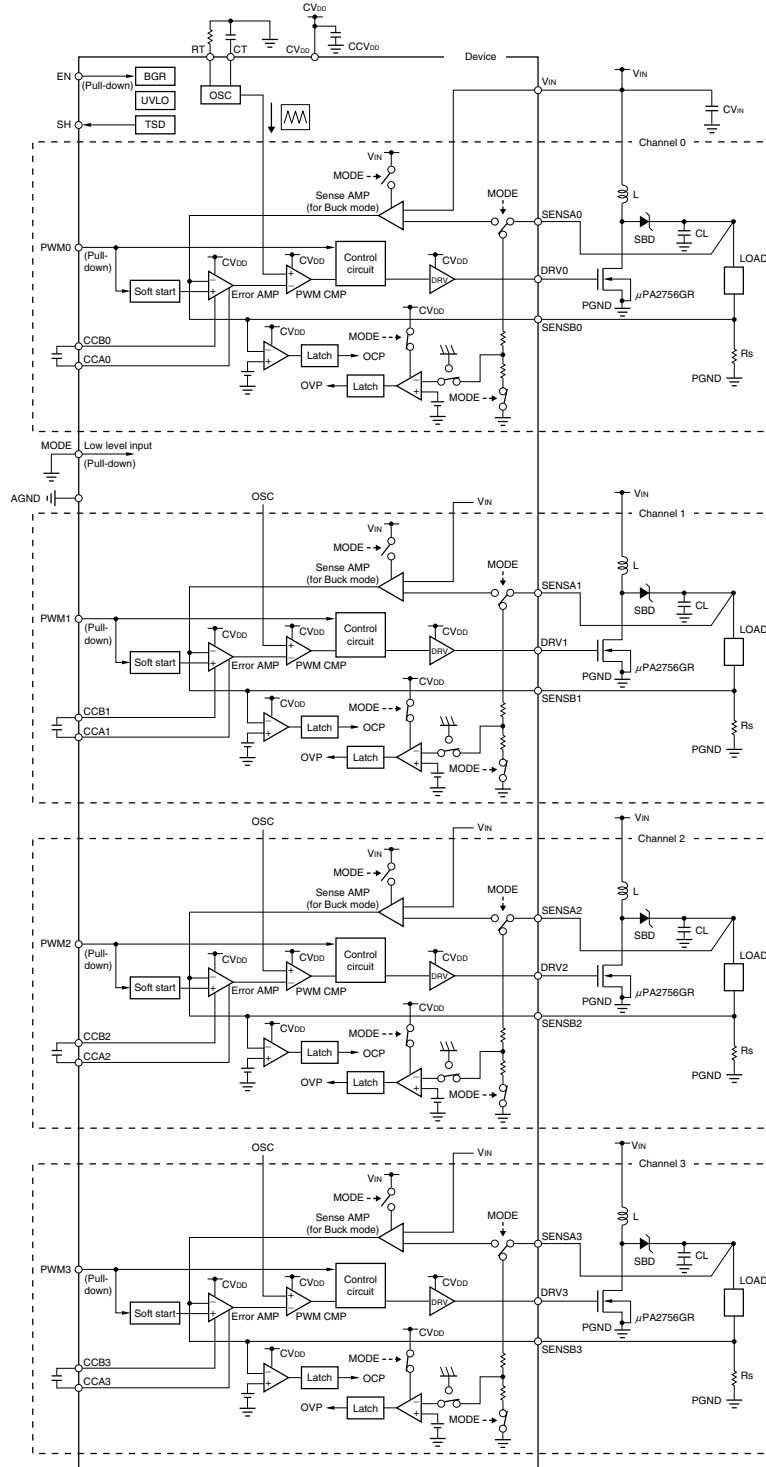 CVDD
RT
CT
CVDD
CCVDD
Device
EN
(Pull-down)
BGR
UVLO
OSC
SH
TSD
VIN
VIN
CVIN
Channel 0
VIN
MODE
Sense AMP
(for Buck mode)
MODE
SENSA0
L
SBD
CL
LOAD
PWM0
(Pull-
down)
Soft start
CVDD
Error AMP
CVDD
PWM CMP
Control
circuit
CVDD
DRV
DRV0
μPA2756GR
PGND
SENSB0
CCB0
CCA0
CVDD
Latch
OCP
MODE
CVDD
OVP
Latch
MODE
Rs
PGND
MODE
Low level input
(Pull-down)
AGND
OSC
VIN
VIN
Channel 1
VIN
MODE
Sense AMP
(for Buck mode)
MODE
SENSA1
L
SBD
CL
LOAD
PWM1
(Pull-
down)
Soft start
CVDD
Error AMP
CVDD
PWM CMP
Control
circuit
CVDD
DRV
DRV1
μPA2756GR
PGND
SENSB1
CCB1
CCA1
CVDD
Latch
OCP
MODE
CVDD
OVP
Latch
MODE
Rs
PGND
OSC
VIN
VIN
Channel 2
VIN
MODE
Sense AMP
(for Buck mode)
MODE
SENSA2
L
SBD
CL
LOAD
PWM2
(Pull-
down)
Soft start
CVDD
Error AMP
CVDD
PWM CMP
Control
circuit
CVDD
DRV
DRV2
μPA2756GR
PGND
SENSB2
CCB2
CCA2
CVDD
Latch
OCP
MODE
CVDD
OVP
Latch
MODE
Rs
PGND
OSC
VIN
VIN
Channel 3
VIN
MODE
Sense AMP
(for Buck mode)
MODE
SENSA3
L
SBD
CL
LOAD
PWM3
(Pull-
down)
Soft start
CVDD
Error AMP
CVDD
PWM CMP
Control
circuit
CVDD
DRV
DRV3
μPA2756GR
PGND
SENSB3
CCB3
CCA3
CVDD
Latch
OCP
MODE
CVDD
OVP
Latch
MODE
Rs
PGND